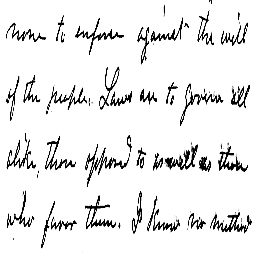 none to enforce against the will
of the people. Laws are to govern all
alike, those opposed to as well as those
who favor them. I know no method